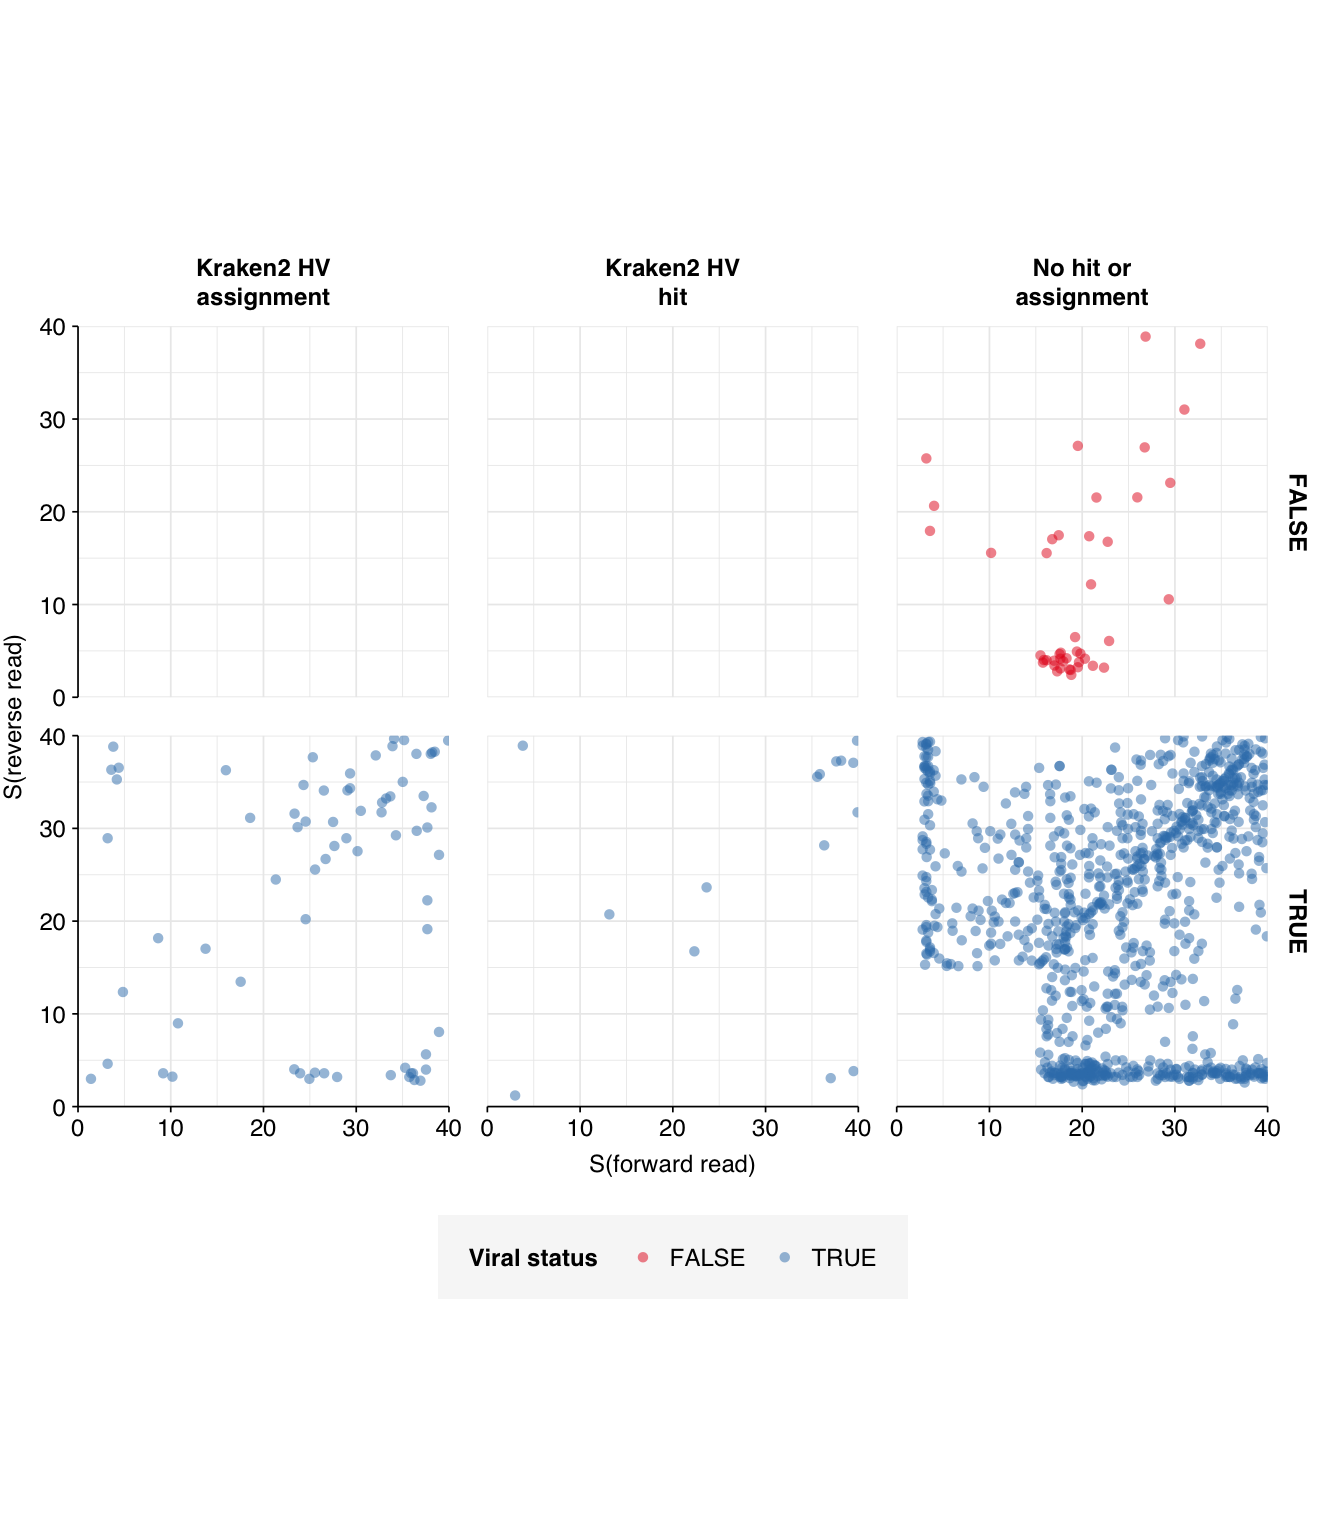 Kraken2 HV
assignment
Kraken2 HV
hit
No hit or
assignment
40
30
20
10
0
FALSE
S(reverse read)
40
30
20
10
0
TRUE
0 10 20 30 40 0 10 20 30 40 0 10 20 30 40
S(forward read)
Viral status FALSE TRUE